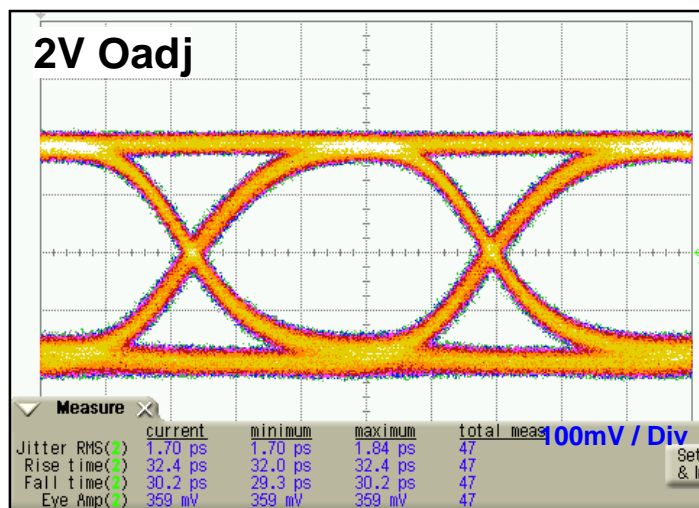 2V Oadj
Measure
current minimum maximum total meas
100mV / Div
Jitter RMS(2) 1.70 ps 1.70 ps 1.84 ps 47
Rise time(2) 32.4 ps 32.0 ps 32.4 ps 47
Fall time(2) 30.2 ps 29.3 ps 30.2 ps 47
Eye Amp(2) 359 mV 359 mV 359 mV 47
Set
& I